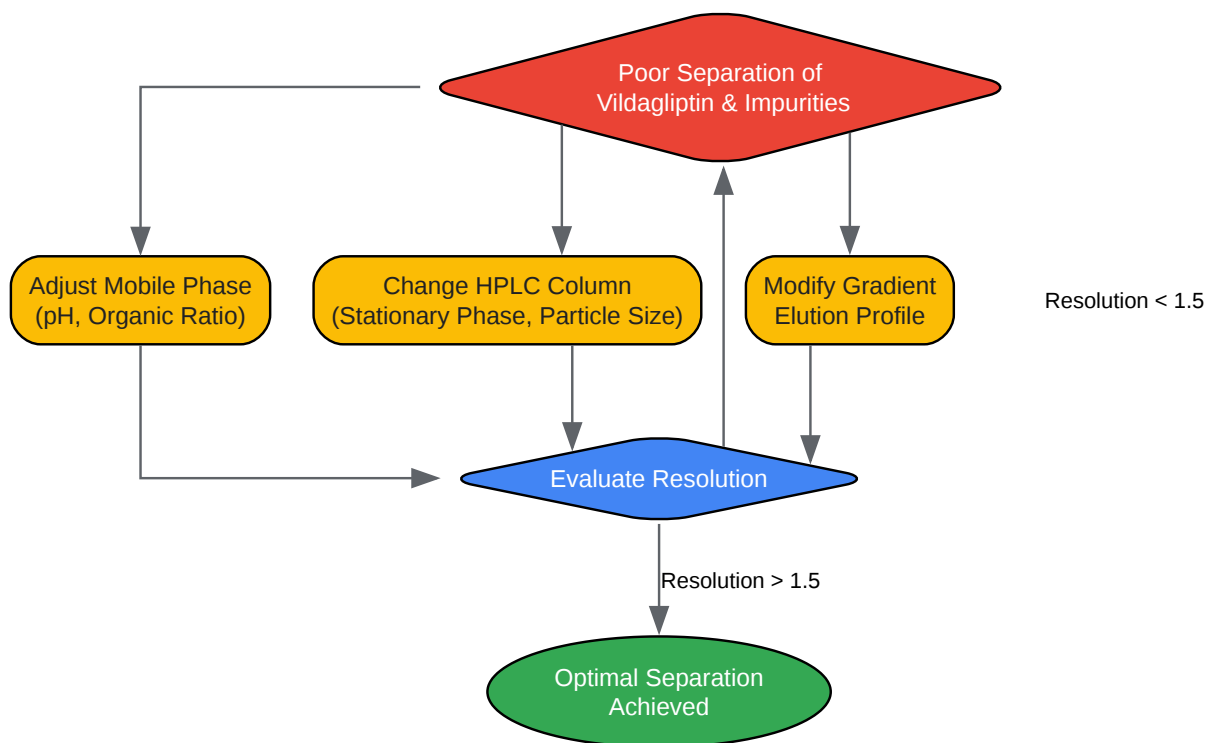 Poor Separation of
Vildagliptin & Impurities
Adjust Mobile Phase
(pH, Organic Ratio)
Change HPLC Column
(Stationary Phase, Particle Size)
Modify Gradient
Elution Profile
Resolution < 1.5
Evaluate Resolution
Resolution > 1.5
Optimal Separation
Achieved